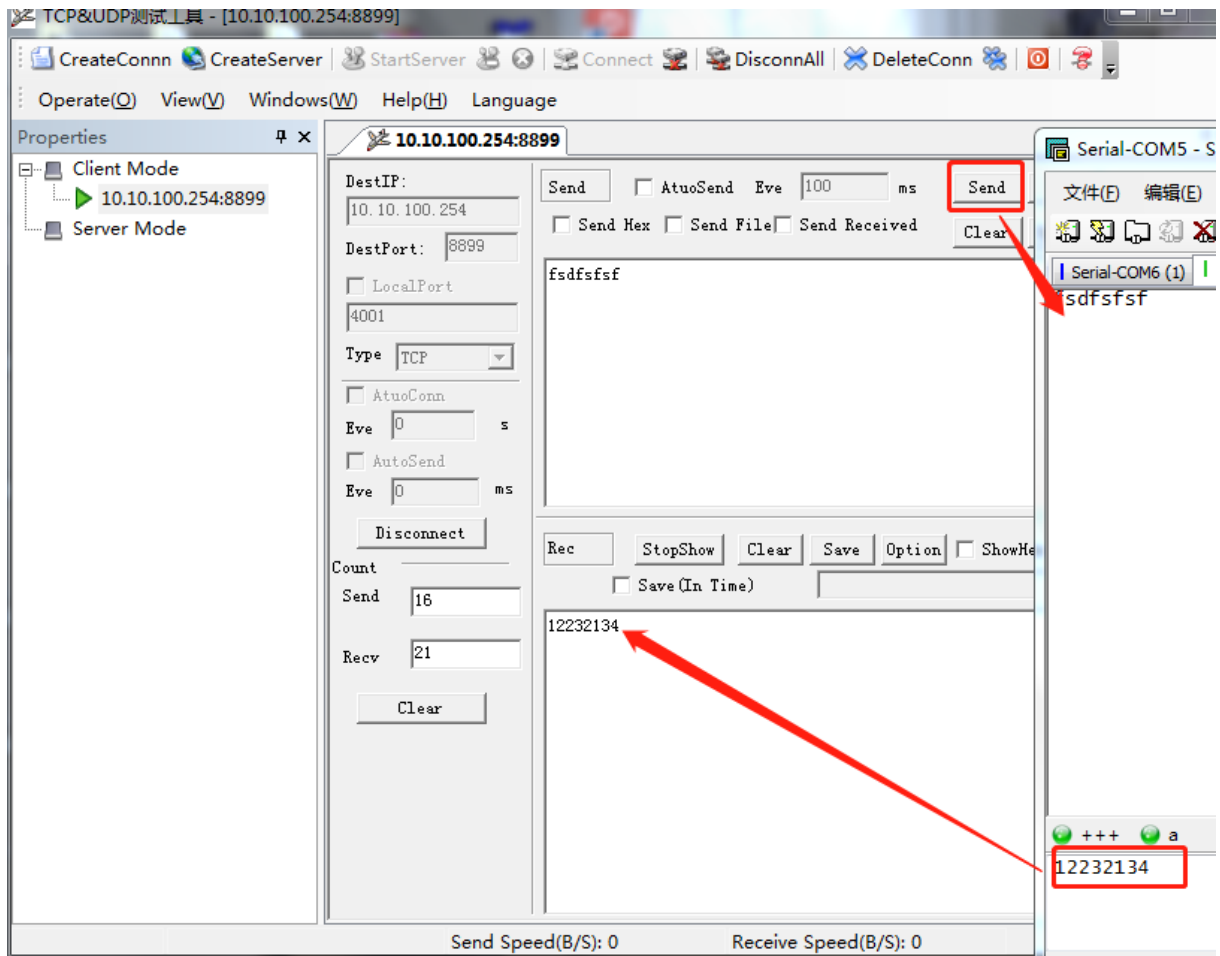 TCP&UDP测试工具 - [10.10.100.254:8899]
CreateConnn CreateServer StartServer Connect DisconnAll DeleteConn
Operate(O) View(V) Windows(W) Help(H) Language
Properties
Client Mode
10.10.100.254:8899
Server Mode
10.10.100.254:8899
DestIP:
10.10.100.254
DestPort: 8899
LocalPort
4001
Type TCP
AtuoConn
Eve 0 s
AutoSend
Eve 0 ms
Disconnect
Count
Send 16
Recv 21
Clear
Send AtuoSend Eve 100 ms Send
Send Hex Send File Send Received Clear
fsdfsfsf
Rec StopShow Clear Save Option ShowHe
Save(In Time)
12232134
Send Speed(B/S): 0 Receive Speed(B/S): 0
Serial-COM5 - S
文件(F) 编辑(E)
Serial-COM6 (1)
fsdfsfsf
+++ a
12232134